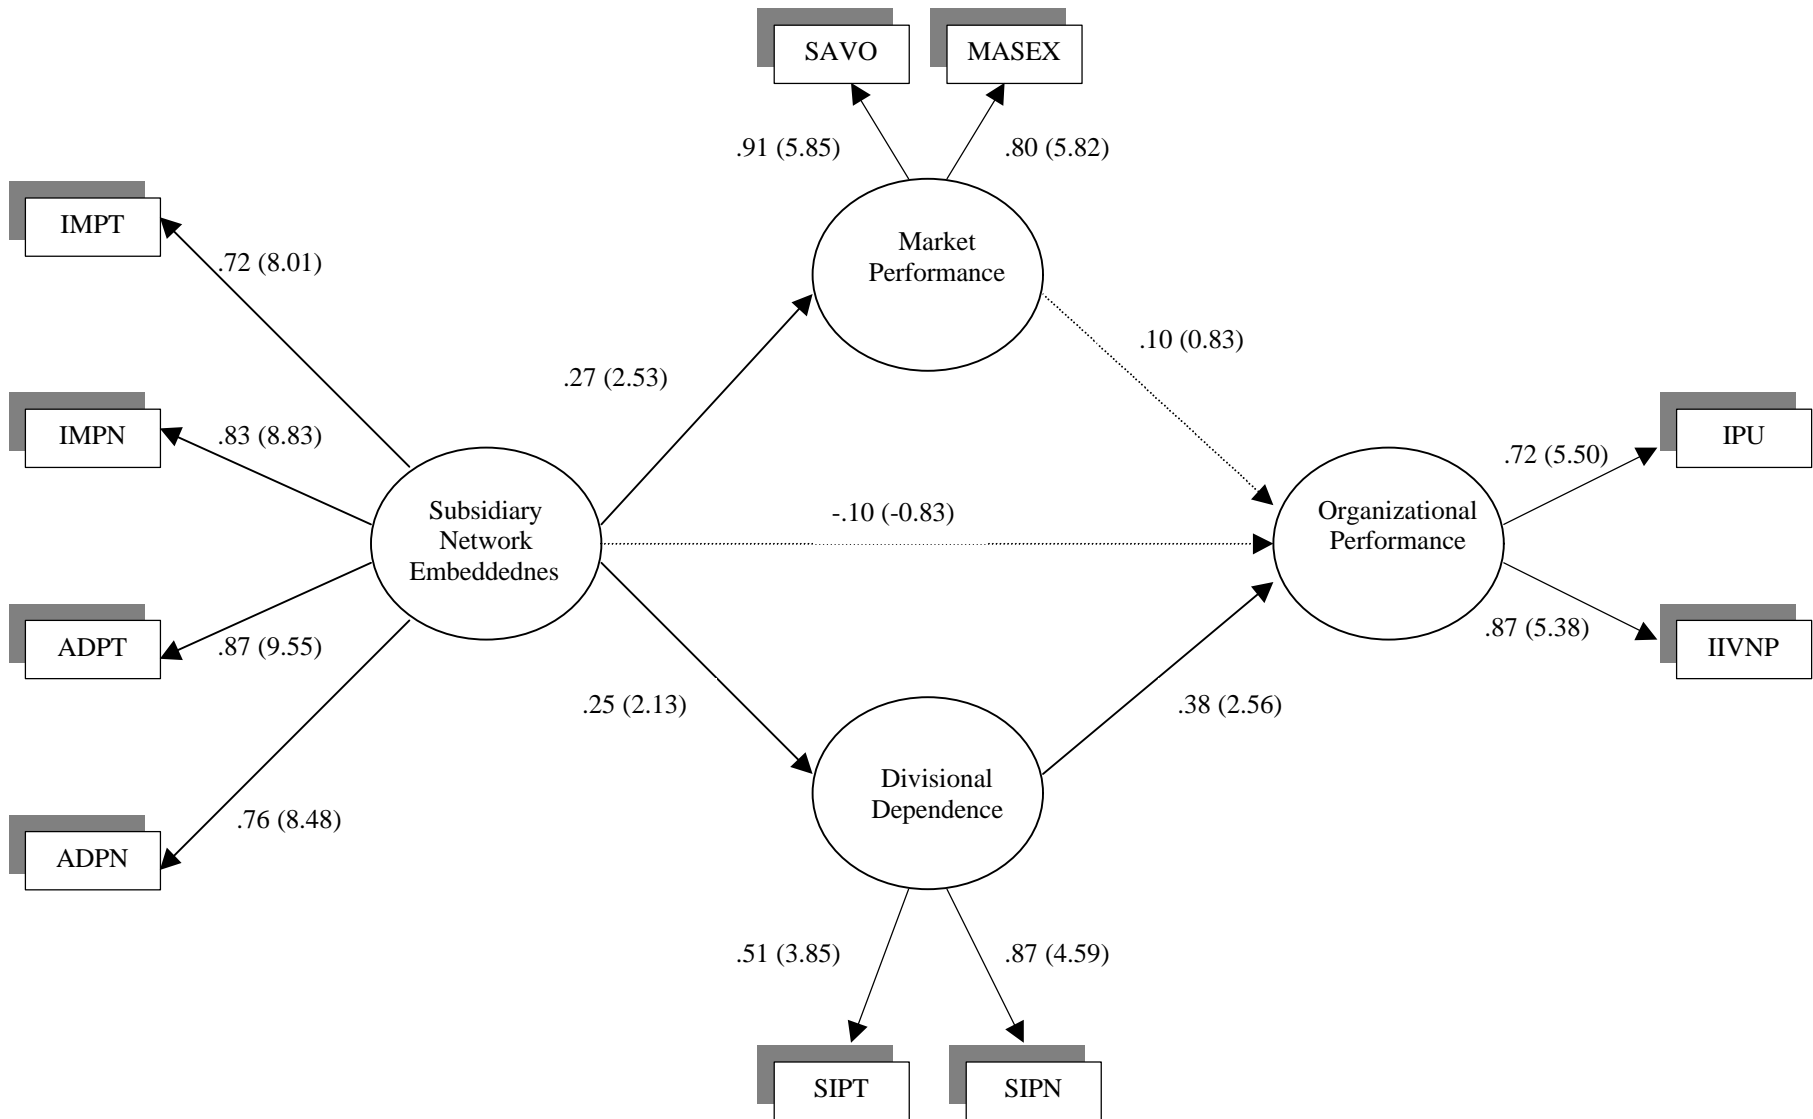 SAVO
MASEX
.91 (5.85)
.80 (5.82)
IMPT
.72 (8.01)
Market
Performance
.10 (0.83)
.27 (2.53)
IMPN
.83 (8.83)
IPU
.72 (5.50)
Subsidiary
Network
Embeddednes
-.10 (-0.83)
Organizational
Performance
ADPT
.87 (9.55)
.87 (5.38)
IIVNP
.25 (2.13)
.38 (2.56)
Divisional
Dependence
.76 (8.48)
ADPN
.51 (3.85)
.87 (4.59)
SIPT
SIPN